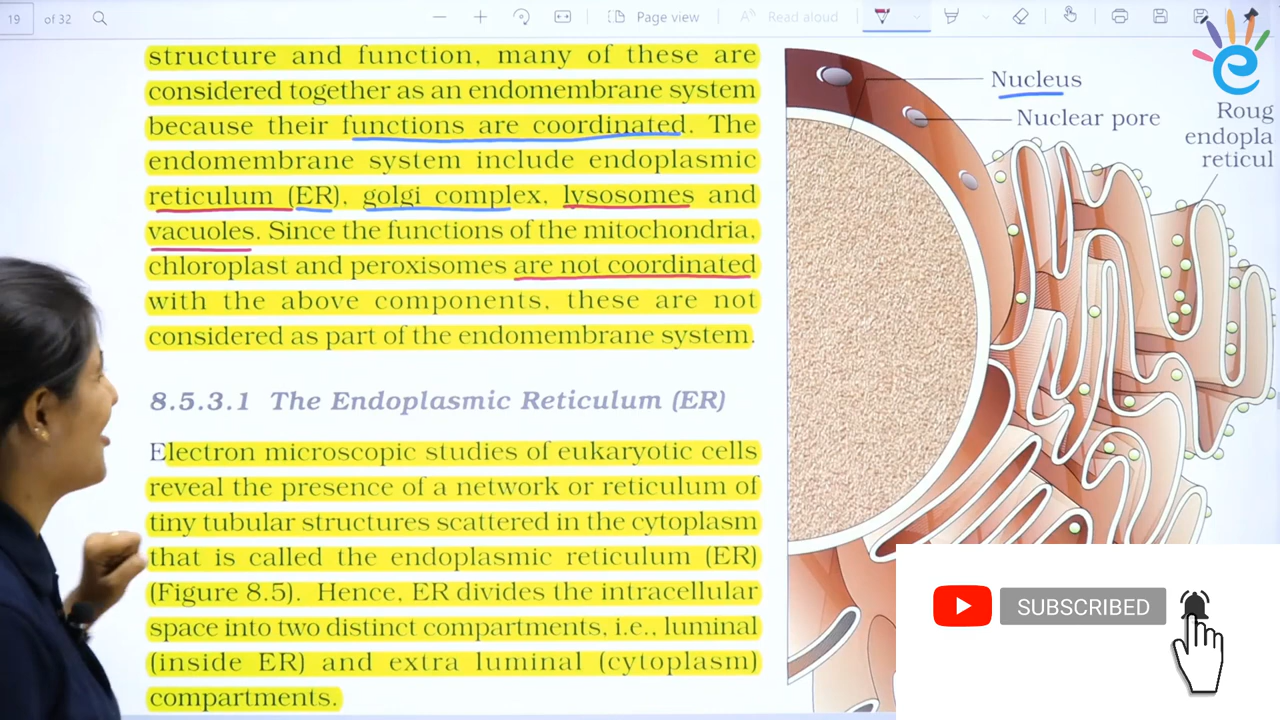 19 of 32 Page view Read aloud
structure and function, many of these are
considered together as an endomembrane system
because their functions are coordinated. The
endomembrane system include endoplasmic
reticulum (ER), golgi complex, lysosomes and
vacuoles. Since the functions of the mitochondria,
chloroplast and peroxisomes are not coordinated
with the above components, these are not
considered as part of the endomembrane system.
8.5.3.1 The Endoplasmic Reticulum (ER)
Electron microscopic studies of eukaryotic cells
reveal the presence of a network or reticulum of
tiny tubular structures scattered in the cytoplasm
that is called the endoplasmic reticulum (ER)
(Figure 8.5). Hence, ER divides the intracellular
space into two distinct compartments, i.e., luminal
(inside ER) and extra luminal (cytoplasm)
compartments.
Nucleus
Nuclear pore
Roug
endopla
reticul
e
SUBSCRIBED